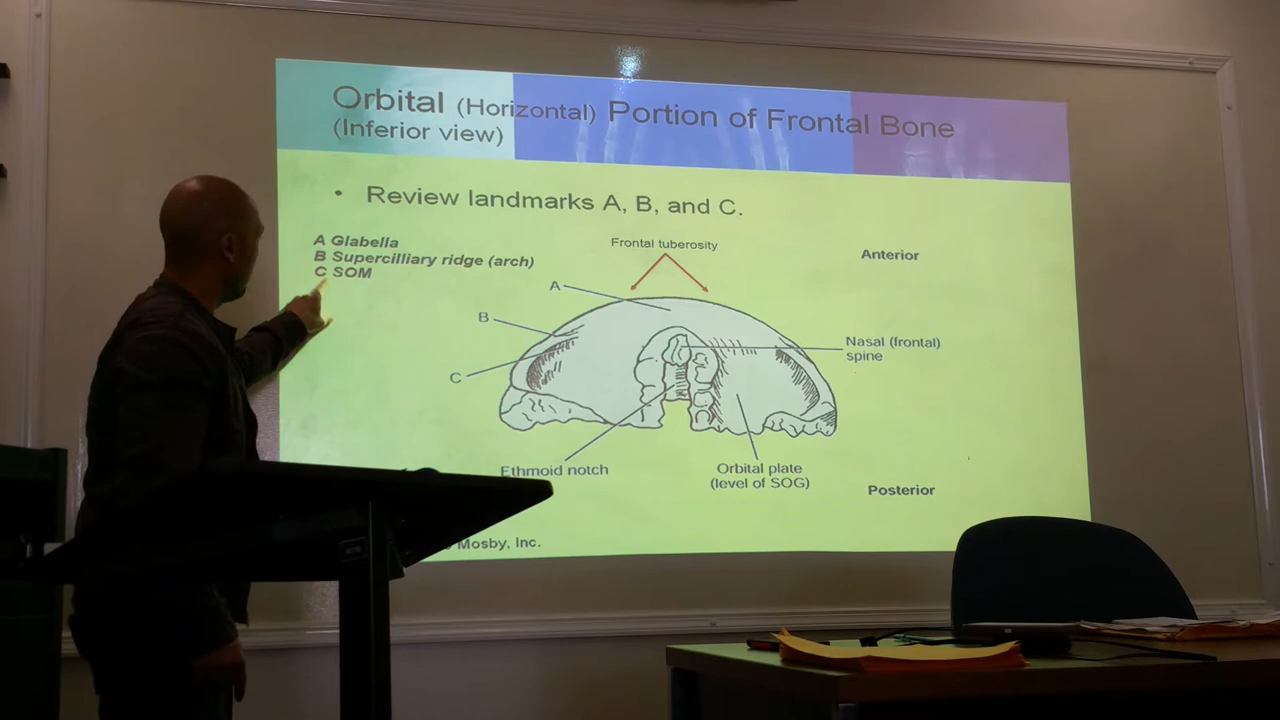 Orbital (Horizontal) Portion of Frontal Bone
(Inferior view)
• Review landmarks A, B, and C.
A Glabella
B Supercilliary ridge (arch)
C SOM
Frontal tuberosity
Anterior
A
B
C
Nasal (frontal)
spine
Ethmoid notch
Orbital plate
(level of SOG)
Posterior
Mosby, Inc.